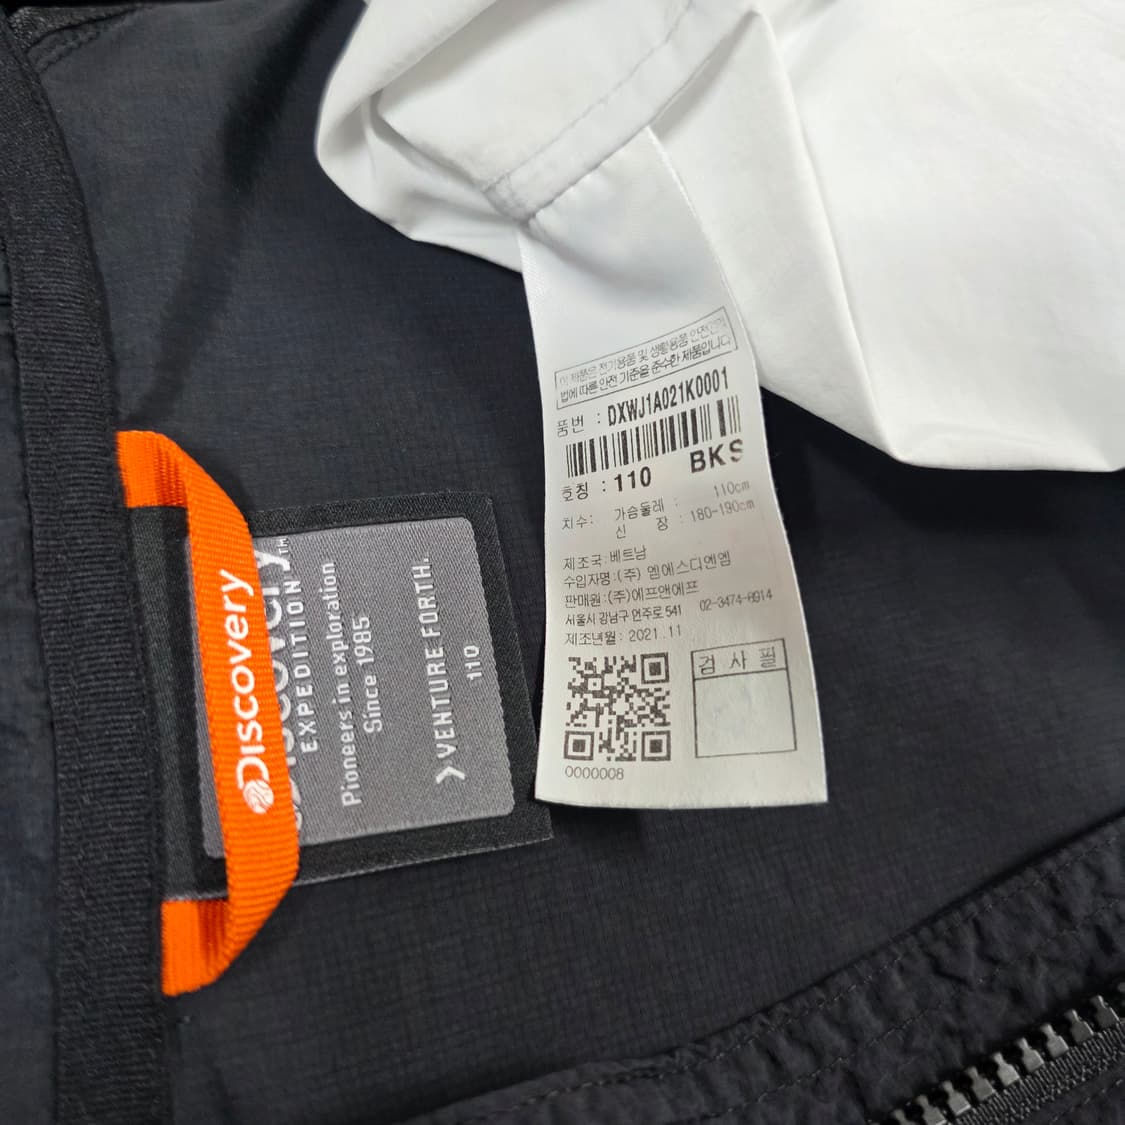 Discovery
EXPEDITION
Pioneers in exploration
Since 1985
VENTURE FORTH.
110
이 제품은 전기용품 및 생활용품 안전관리
법에 따른 안전 기준을 준수한 제품입니다
품번 : DXWJ1A021K0001
호칭 : 110 BKS
치수: 가슴둘레 : 110cm
신 장 : 180-190cm
제조국:베트남
수입자명:(주) 엠에스디엔엠
판매원:(주)에프앤에프
서울시 강남구 언주로 541 02-3474-8914
제조년월: 2021.11
검 사 필
0000008